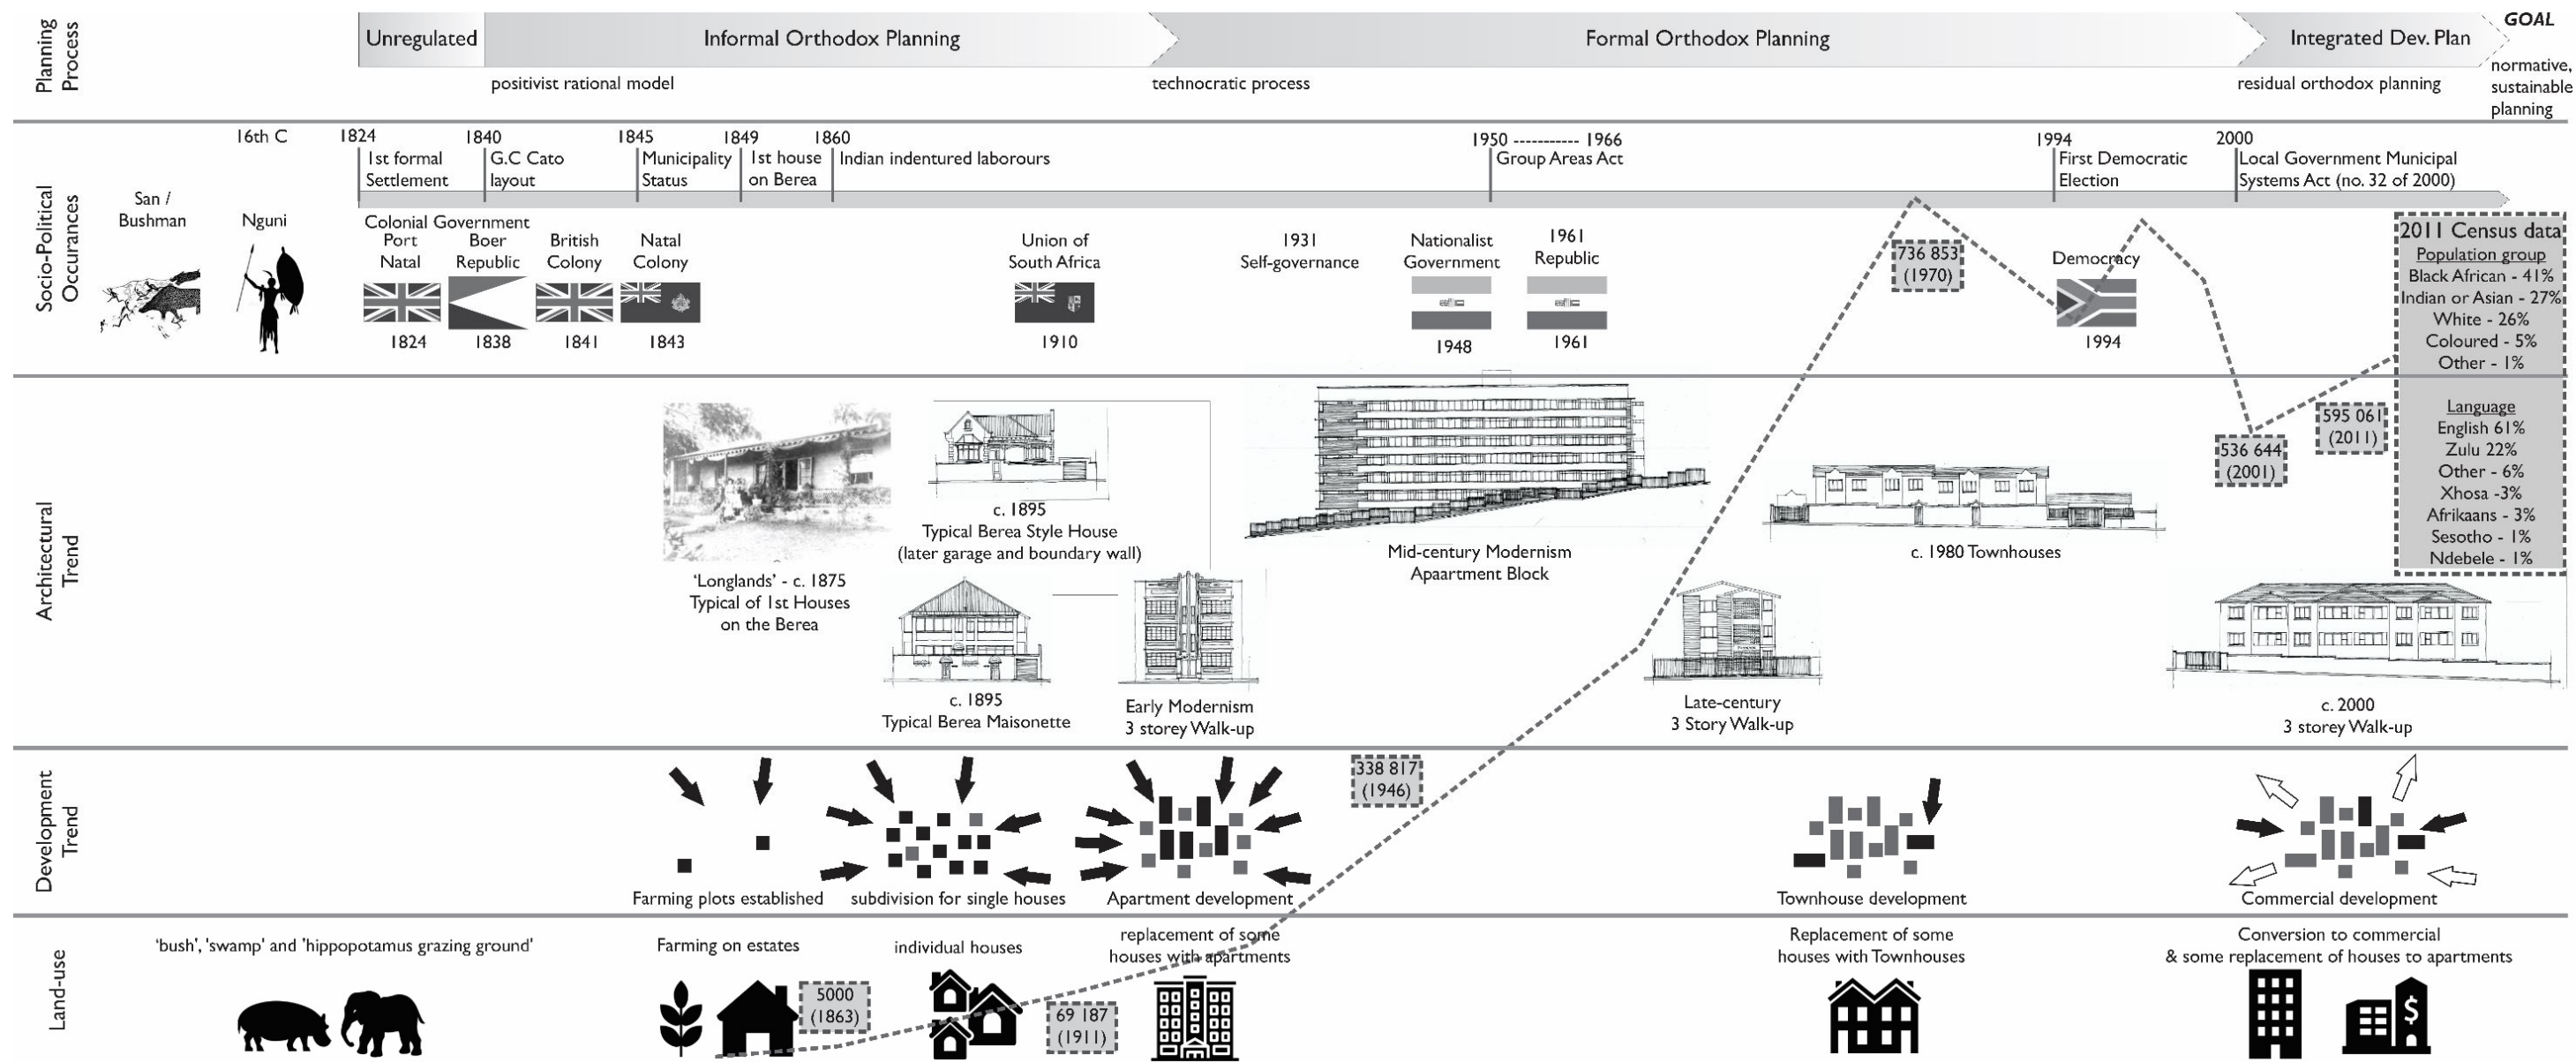 Planning
Process
Unregulated
Informal Orthodox Planning
Formal Orthodox Planning
Integrated Dev. Plan
GOAL
positivist rational model
technocratic process
residual orthodox planning
normative,
sustainable
planning
Socio-Political
Occurances
16th C
1824
1840
1845
1849
1860
1950 ----------- 1966
1994
2000
1st formal
Settlement
G.C Cato
layout
Municipality
Status
1st house
on Berea
Indian indentured labourours
Group Areas Act
First Democratic
Election
Local Government Municipal
Systems Act (no. 32 of 2000)
San /
Bushman
Nguni
Colonial Government
Port
Natal
1824
Boer
Republic
1838
British
Colony
1841
Natal
Colony
1843
Union of
South Africa
1910
1931
Self-governance
Nationalist
Government
1948
1961
Republic
1961
736 853
(1970)
Democracy
1994
2011 Census data
Population group
Black African - 41%
Indian or Asian - 27%
White - 26%
Coloured - 5%
Other - 1%
Language
English 61%
Zulu 22%
Other - 6%
Xhosa -3%
Afrikaans - 3%
Sesotho - 1%
Ndebele - 1%
595 061
(2011)
536 644
(2001)
Architectural
Trend
'Longlands' - c. 1875
Typical of 1st Houses
on the Berea
c. 1895
Typical Berea Style House
(later garage and boundary wall)
c. 1895
Typical Berea Maisonette
Early Modernism
3 storey Walk-up
Mid-century Modernism
Apaartment Block
Late-century
3 Story Walk-up
c. 1980 Townhouses
c. 2000
3 storey Walk-up
Development
Trend
338 817
(1946)
Farming plots established
subdivision for single houses
Apartment development
Townhouse development
Commercial development
Land-use
'bush', 'swamp' and 'hippopotamus grazing ground'
Farming on estates
5000
(1863)
individual houses
69 187
(1911)
replacement of some
houses with apartments
Replacement of some
houses with Townhouses
Conversion to commercial
& some replacement of houses to apartments
$